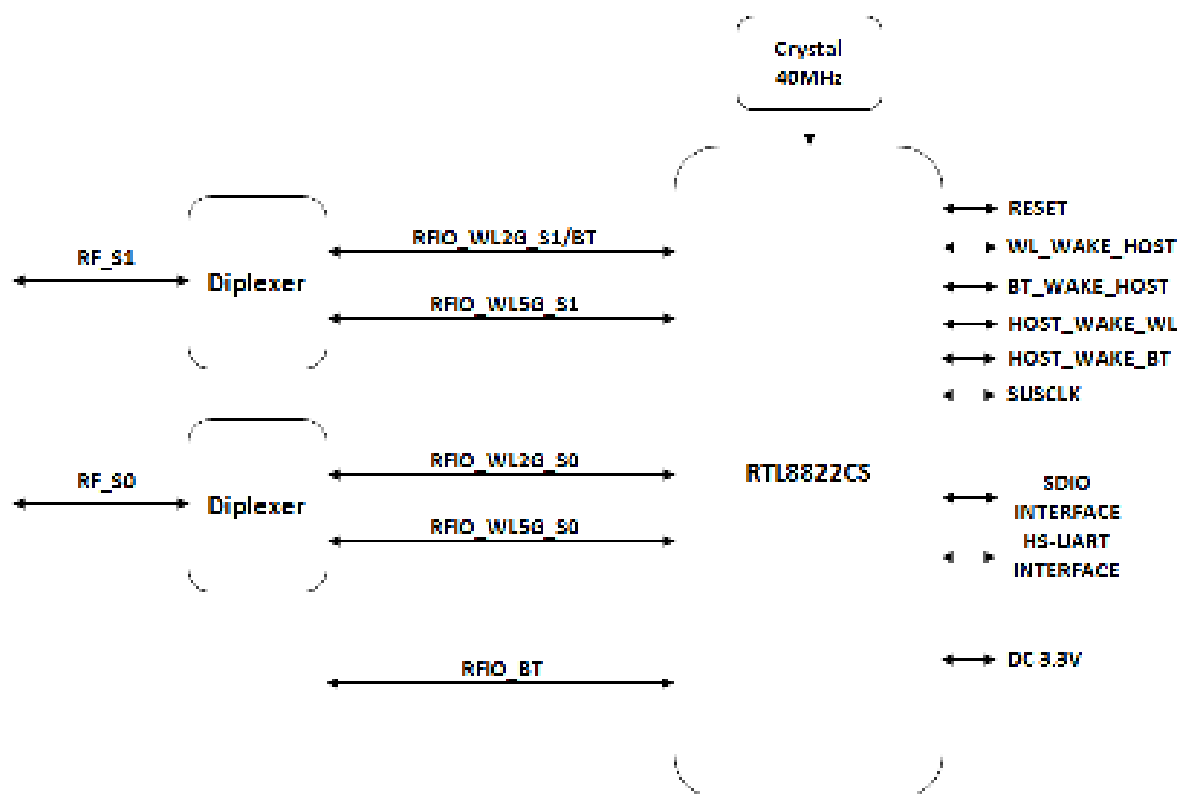 Crystal
40MHz
RF_S1
Diplexer
RFIO_WL2G_S1/BT
RFIO_WL5G_S1
RF_S0
Diplexer
RFIO_WL2G_S0
RFIO_WL5G_S0
RFIO_BT
RTL8822CS
RESET
WL_WAKE_HOST
BT_WAKE_HOST
HOST_WAKE_WL
HOST_WAKE_BT
SUSCLK
SDIO
INTERFACE
HS-UART
INTERFACE
DC 3.3V